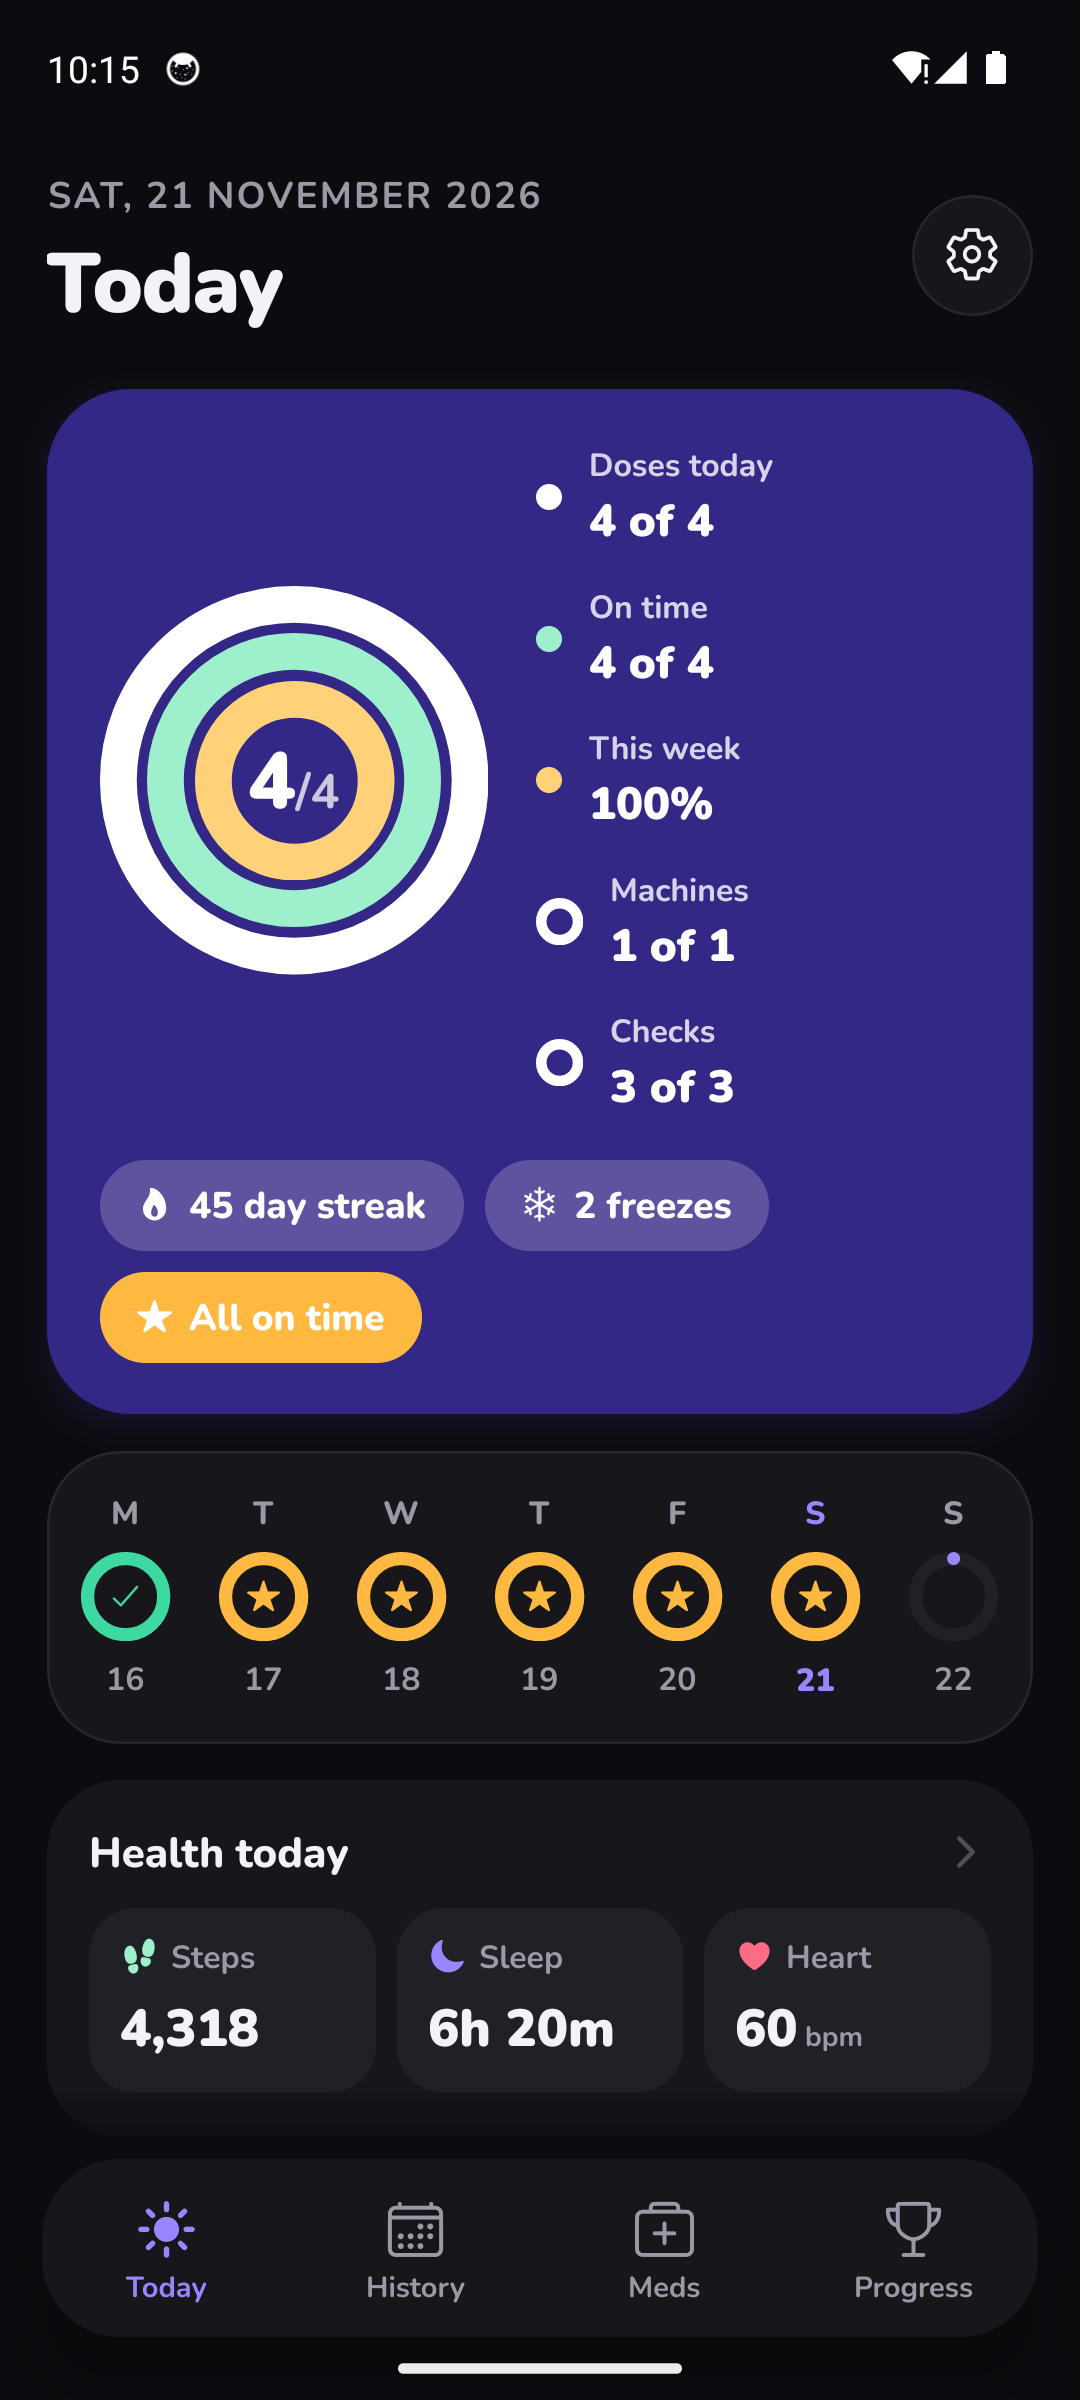 10:15
SAT, 21 NOVEMBER 2026
Today
Doses today
4 of 4
On time
4 of 4
4/4
This week
100%
Machines
1 of 1
Checks
3 of 3
45 day streak
2 freezes
All on time
M T W T F S S
16 17 18 19 20 21 22
Health today
Steps Sleep Heart
4,318 6h 20m 60 bpm
Today History Meds Progress